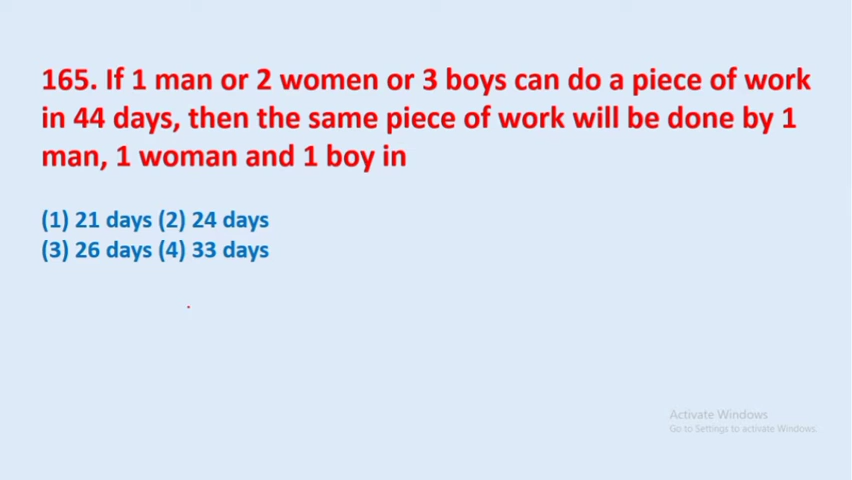 165. If 1 man or 2 women or 3 boys can do a piece of work
in 44 days, then the same piece of work will be done by 1
man, 1 woman and 1 boy in
(1) 21 days (2) 24 days
(3) 26 days (4) 33 days
Activate Windows
Go to Settings to activate Windows.